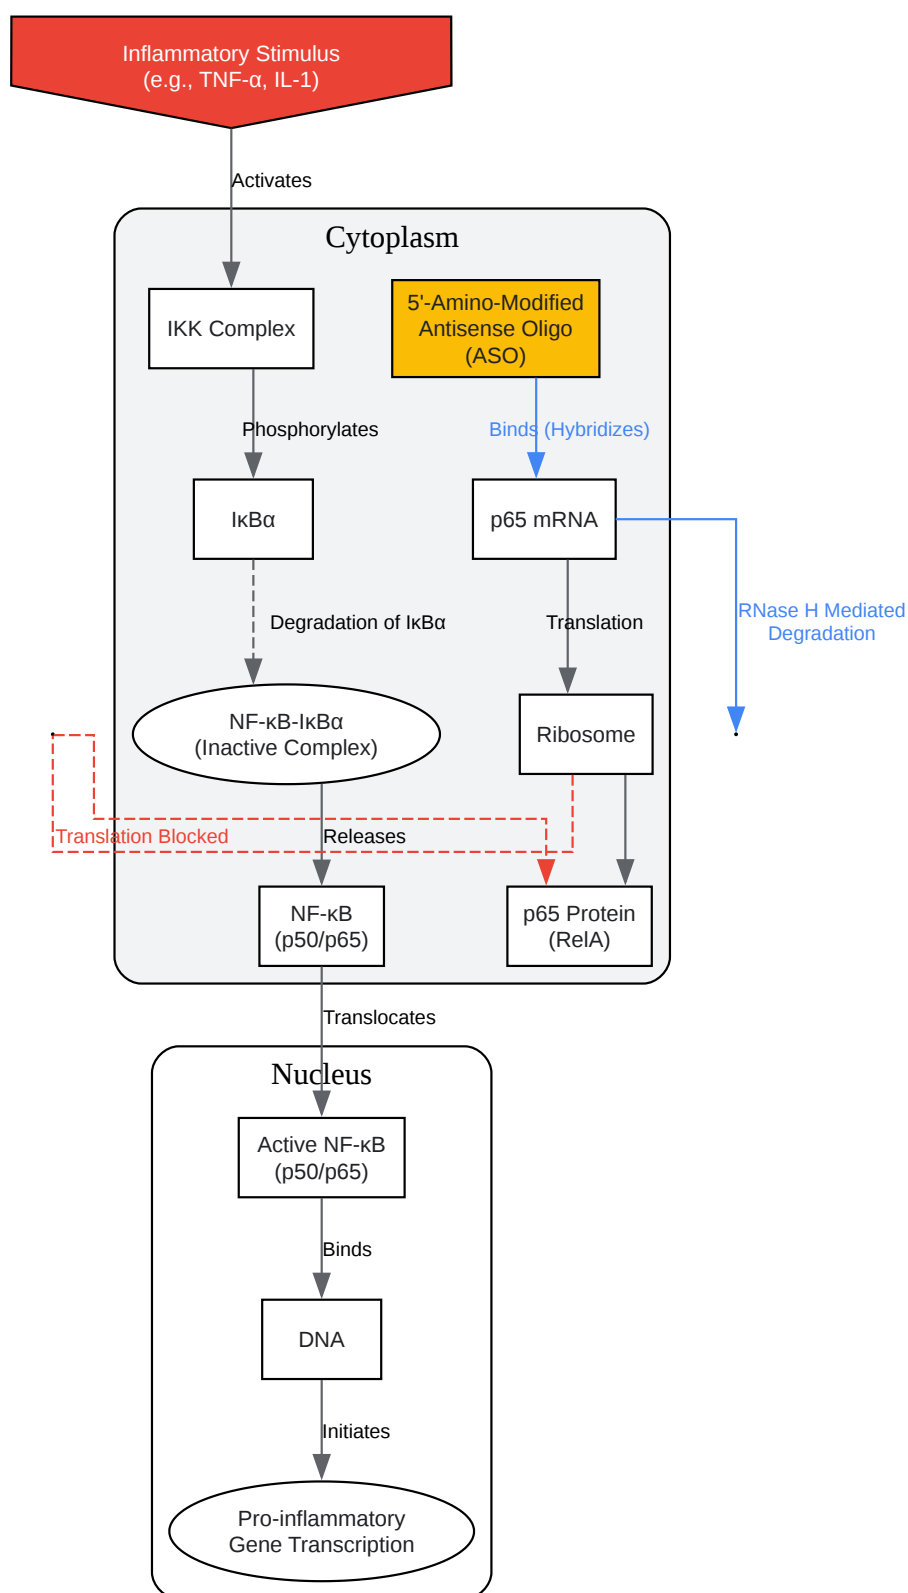 Inflammatory Stimulus
(e.g., TNF-α, IL-1)
Activates
Cytoplasm
IKK Complex
5'-Amino-Modified
Antisense Oligo
(ASO)
Phosphorylates
Binds (Hybridizes)
IκBα
p65 mRNA
Degradation of IκBα
Translation
RNase H Mediated
Degradation
NF-κB-IκBα
(Inactive Complex)
Ribosome
Translation Blocked
Releases
NF-κB
(p50/p65)
p65 Protein
(RelA)
Translocates
Nucleus
Active NF-κB
(p50/p65)
Binds
DNA
Initiates
Pro-inflammatory
Gene Transcription